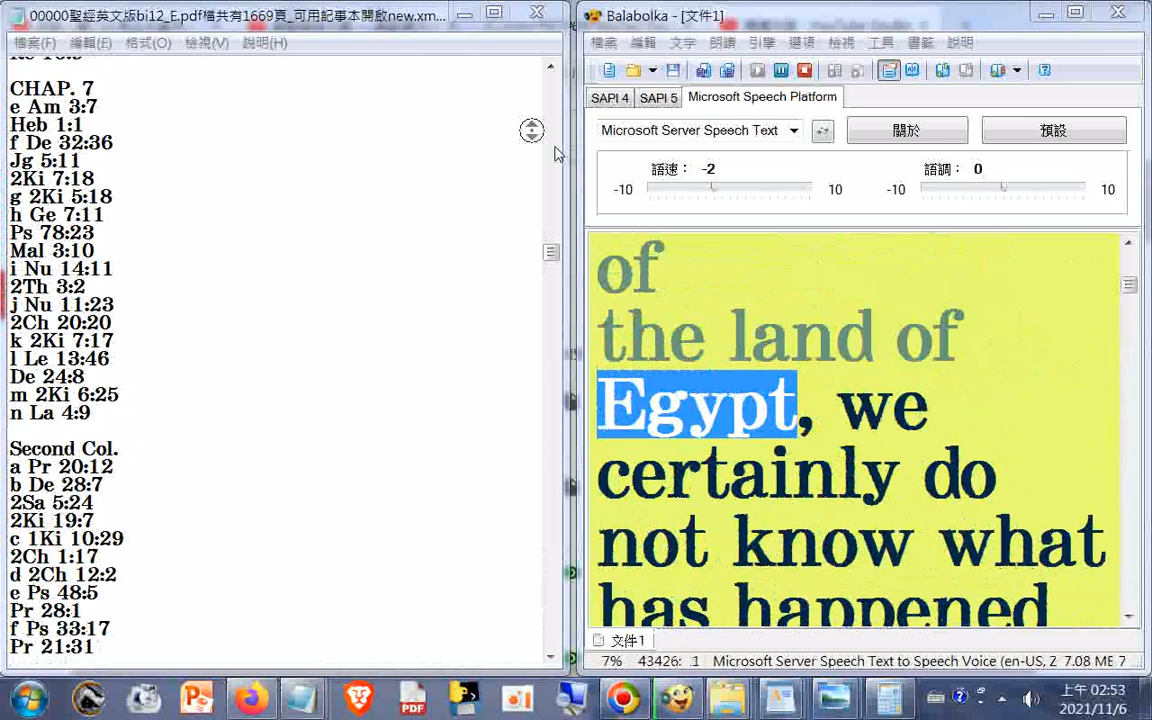 00000聖經英文版bi12_E.pdf檔共有1669頁_可用記事本開啟new.xm...
檔案(F) 編輯(E) 格式(O) 檢視(V) 說明(H)
CHAP. 7
e Am 3:7
Heb 1:1
f De 32:36
Jg 5:11
2Ki 7:18
g 2Ki 5:18
h Ge 7:11
Ps 78:23
Mal 3:10
i Nu 14:11
2Th 3:2
j Nu 11:23
2Ch 20:20
k 2Ki 7:17
l Le 13:46
De 24:8
m 2Ki 6:25
n La 4:9
Second Col.
a Pr 20:12
b De 28:7
2Sa 5:24
2Ki 19:7
c 1Ki 10:29
2Ch 1:17
d 2Ch 12:2
e Ps 48:5
Pr 28:1
f Ps 33:17
Pr 21:31
Balabolka - [文件1]
檔案 編輯 文字 朗讀 引擎 選項 檢視 工具 書籤 說明
SAPI 4 SAPI 5 Microsoft Speech Platform
Microsoft Server Speech Text 關於 預設
語速： -2 語調： 0
-10 10 -10 10
of
the land of
Egypt, we
certainly do
not know what
has happened
文件1
7% 43426: .1 Microsoft Server Speech Text to Speech Voice (en-US, 2 7.08 ME 7
上午 02:53
2021/11/6